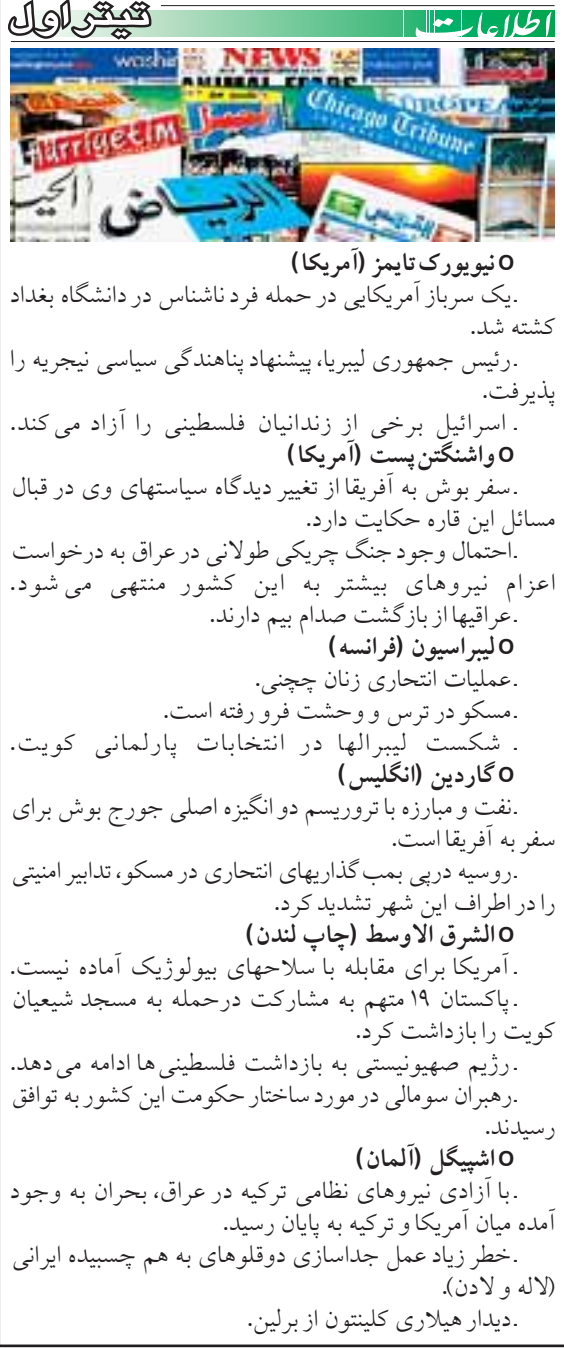 اطلاعات
تیتر اول
NEWS
washe
ANIMAL FEARS
EUROPEA
Chicago Tribune
Hürriyetim
الرياض
نیویورک تایمز (آمریکا)
.یک سرباز آمریکایی در حمله فرد ناشناس در دانشگاه بغداد
کشته شد.
.رئیس جمهوری لیبریا، پیشنهاد پناهندگی سیاسی نیجریه را
پذیرفت.
.اسرائیل برخی از زندانیان فلسطینی را آزاد می‌کند.
واشنگتن پست (آمریکا)
.سفر بوش به آفریقا از تغییر دیدگاه سیاستهای وی در قبال
مسائل این قاره حکایت دارد.
.احتمال وجود جنگ چریکی طولانی در عراق به درخواست
اعزام نیروهای بیشتر به این کشور منتهی می‌شود.
.عراقیها از بازگشت صدام بیم دارند.
لیبراسیون (فرانسه)
.عملیات انتحاری زنان چچنی.
.مسکو در ترس و وحشت فرو رفته است.
.شکست لیبرالها در انتخابات پارلمانی کویت.
گاردین (انگلیس)
.نفت و مبارزه با تروریسم دو انگیزه اصلی جورج بوش برای
سفر به آفریقا است.
.روسیه درپی بمب گذاریهای انتحاری در مسکو، تدابیر امنیتی
را در اطراف این شهر تشدید کرد.
الشرق الاوسط (چاپ لندن)
.آمریکا برای مقابله با سلاحهای بیولوژیک آماده نیست.
.پاکستان ۱۹ متهم به مشارکت درحمله به مسجد شیعیان
کویت را بازداشت کرد.
.رژیم صهیونیستی به بازداشت فلسطینی‌ها ادامه می‌دهد.
.رهبران سومالی در مورد ساختار حکومت این کشور به توافق
رسیدند.
اشپیگل (آلمان)
.با آزادی نیروهای نظامی ترکیه در عراق، بحران به وجود
آمده میان آمریکا و ترکیه به پایان رسید.
.خطر زیاد عمل جداسازی دوقلوهای به هم چسبیده ایرانی
(لاله و لادن).
.دیدار هیلاری کلینتون از برلین.